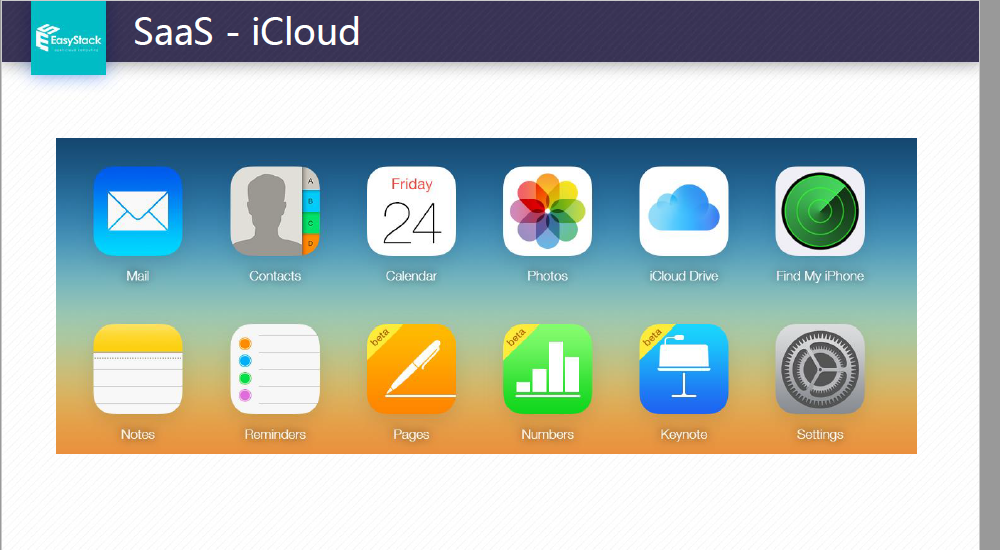 SaaS - iCloud
EasyStack
A
B
C
D
Friday
24
Mail
Contacts
Calendar
Photos
iCloud Drive
Find My iPhone
beta
beta
beta
Notes
Reminders
Pages
Numbers
Keynote
Settings